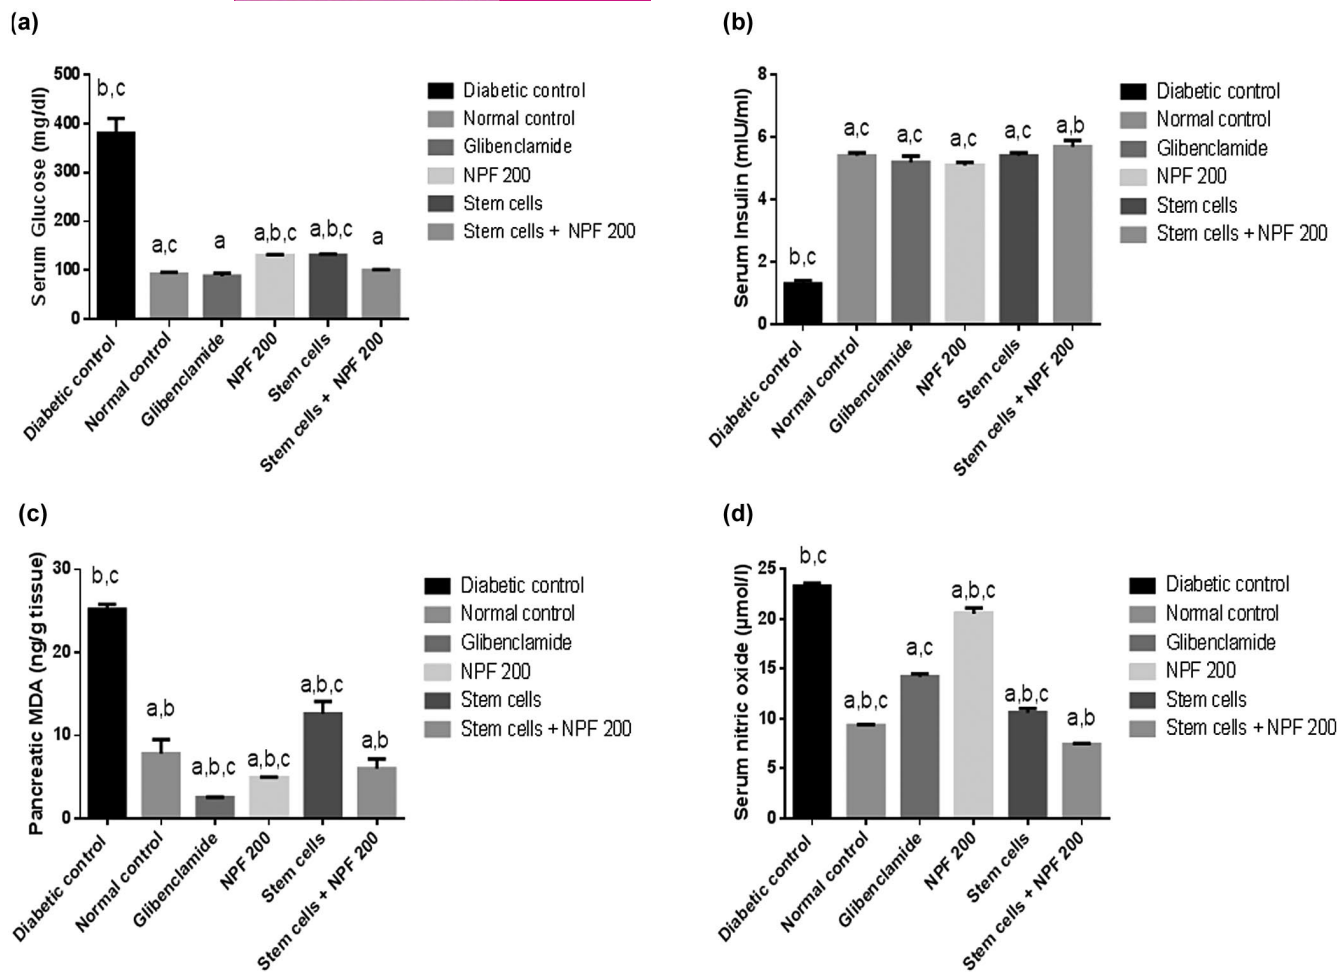 (a)
Serum Glucose (mg/dl)
500
400
300
200
100
0
b,c
a,c
a
a,b,c
a,b,c
a
Diabetic control
Normal control
Glibenclamide
NPF 200
Stem cells
Stem cells + NPF 200
Diabetic control
Normal control
Glibenclamide
NPF 200
Stem cells
Stem cells + NPF 200
(b)
Serum Insulin (mIU/ml)
8
6
4
2
0
b,c
a,c
a,c
a,c
a,c
a,b
Diabetic control
Normal control
Glibenclamide
NPF 200
Stem cells
Stem cells + NPF 200
Diabetic control
Normal control
Glibenclamide
NPF 200
Stem cells
Stem cells + NPF 200
(c)
Pancreatic MDA (ng/g tissue)
30
20
10
0
b,c
a,b
a,b,c
a,b,c
a,b,c
a,b
Diabetic control
Normal control
Glibenclamide
NPF 200
Stem cells
Stem cells + NPF 200
Diabetic control
Normal control
Glibenclamide
NPF 200
Stem cells
Stem cells + NPF 200
(d)
Serum nitric oxide (µmol/l)
25
20
15
10
5
0
b,c
a,b,c
a,c
a,b,c
a,b,c
a,b
Diabetic control
Normal control
Glibenclamide
NPF 200
Stem cells
Stem cells + NPF 200
Diabetic control
Normal control
Glibenclamide
NPF 200
Stem cells
Stem cells + NPF 200